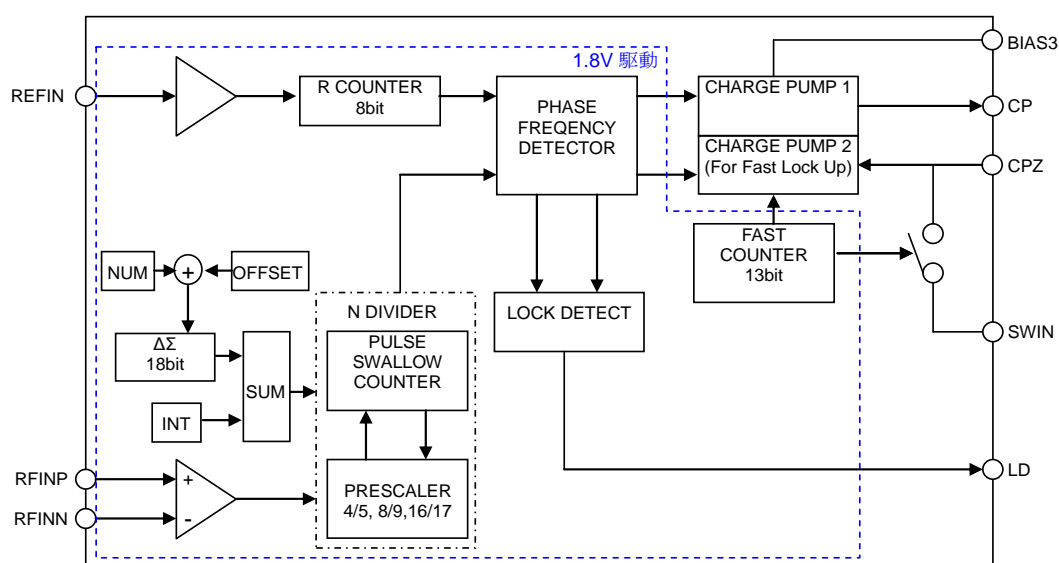 1.8V 駆動
BIAS3
REFIN
R COUNTER
8bit
PHASE
FREQENCY
DETECTOR
CHARGE PUMP 1
CP
CHARGE PUMP 2
(For Fast Lock Up)
CPZ
FAST
COUNTER
13bit
NUM
+
OFFSET
N DIVIDER
LOCK DETECT
SWIN
ΔΣ
18bit
SUM
PULSE
SWALLOW
COUNTER
INT
RFINP
+
PRESCALER
4/5, 8/9,16/17
LD
RFINN
-